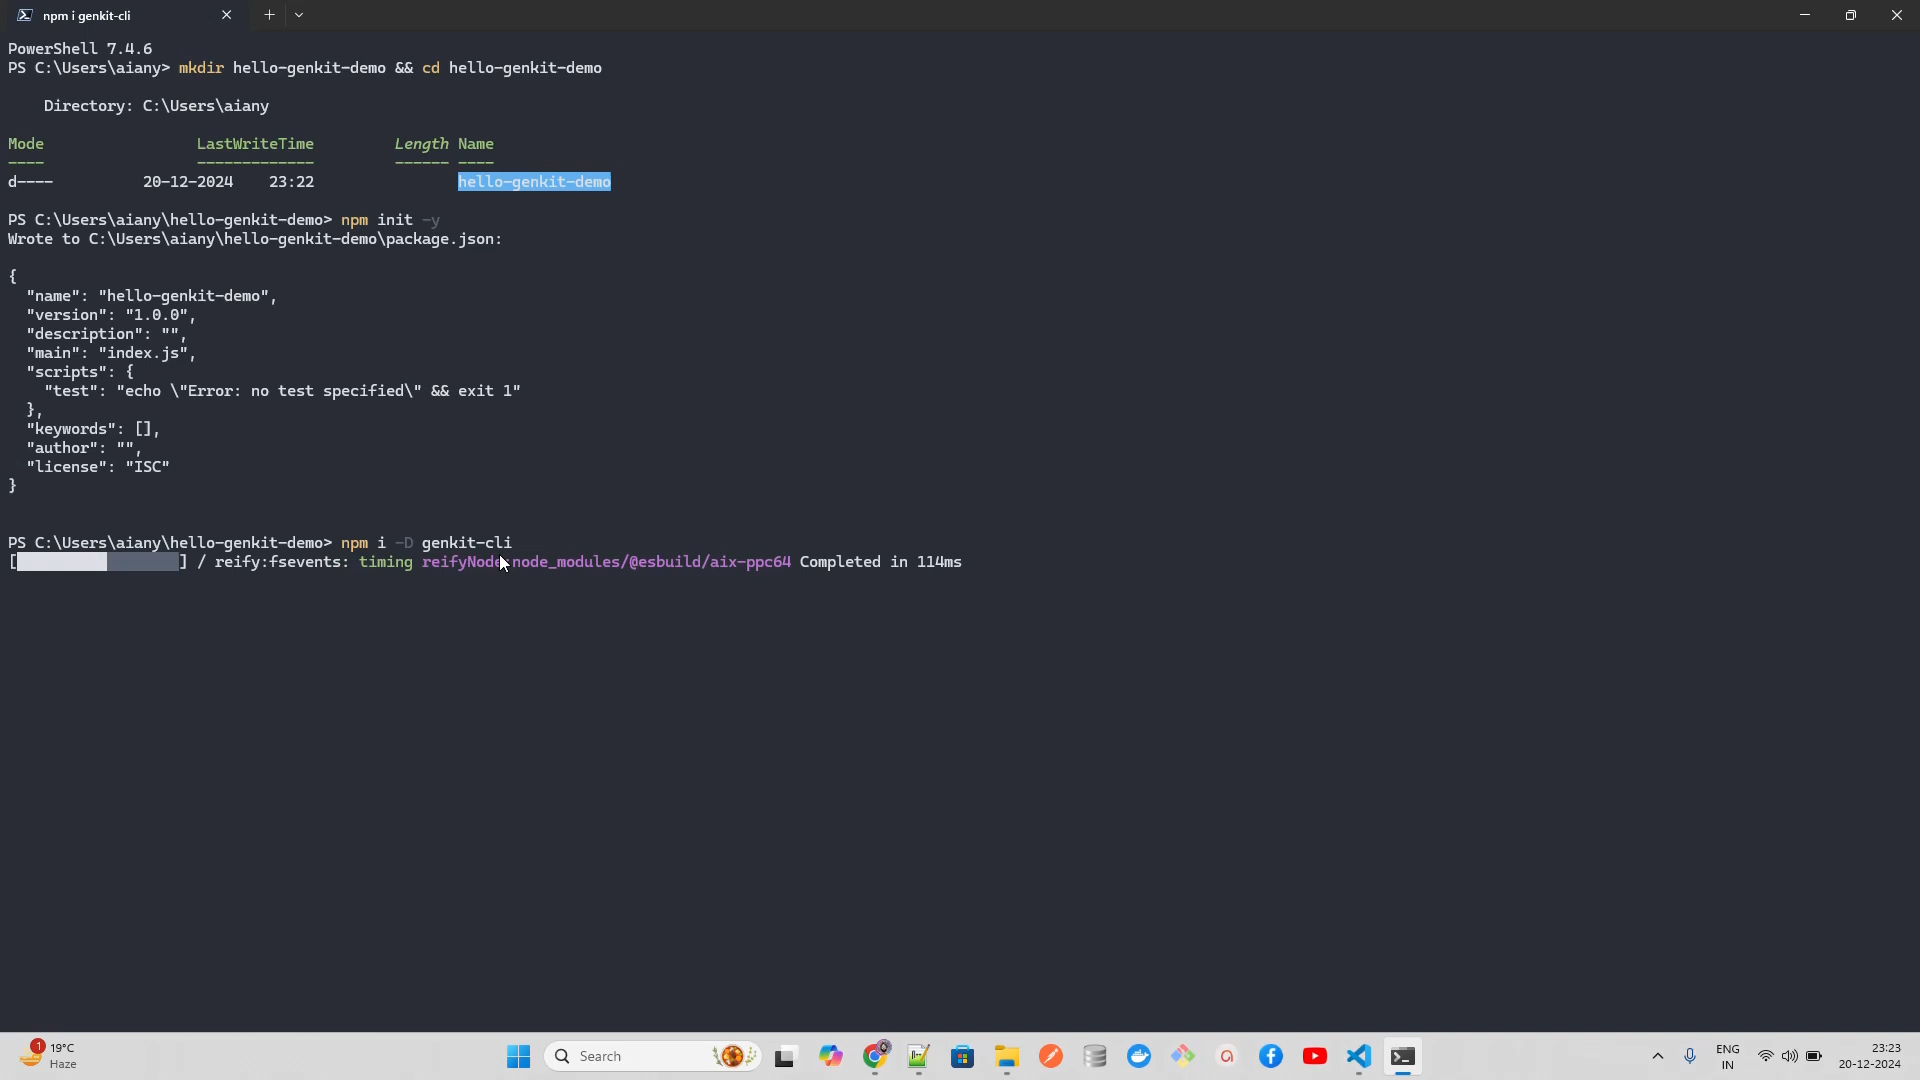 npm i genkit-cli
PowerShell 7.4.6
PS C:\Users\aiany> mkdir hello-genkit-demo && cd hello-genkit-demo
Directory: C:\Users\aiany
Mode LastWriteTime Length Name
---- ------------- ------ ----
d---- 20-12-2024 23:22 hello-genkit-demo
PS C:\Users\aiany\hello-genkit-demo> npm init -y
Wrote to C:\Users\aiany\hello-genkit-demo\package.json:
{
"name": "hello-genkit-demo",
"version": "1.0.0",
"description": "",
"main": "index.js",
"scripts": {
"test": "echo \"Error: no test specified\" && exit 1"
},
"keywords": [],
"author": "",
"license": "ISC"
}
PS C:\Users\aiany\hello-genkit-demo> npm i -D genkit-cli
[ ] / reify:fsevents: timing reifyNode:node_modules/@esbuild/aix-ppc64 Completed in 114ms
1
19°C
Haze
Search
ENG
IN
23:23
20-12-2024